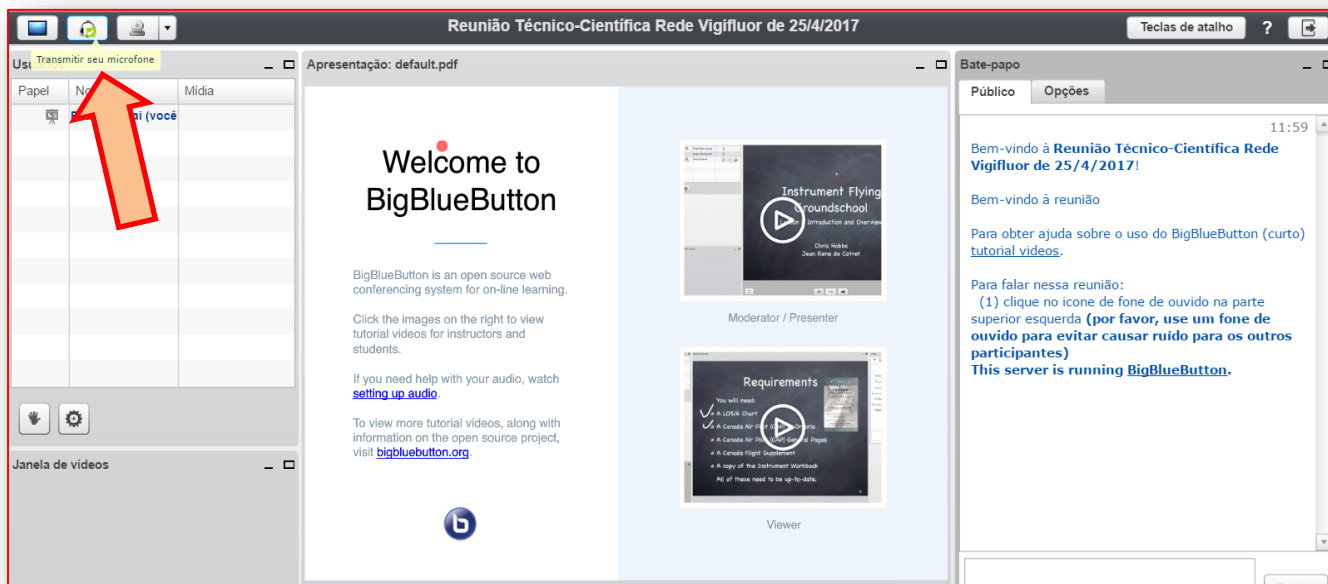 Reunião Técnico-Científica Rede Vigifluor de 25/4/2017
Teclas de atalho
?
Transmitir seu microfone
Papel
Mídia
(você
Janela de vídeos
Apresentação: default.pdf
Welcome to
BigBlueButton
BigBlueButton is an open source web
conferencing system for on-line learning.
Click the images on the right to view
tutorial videos for instructors and
students.
If you need help with your audio, watch
setting up audio.
To view more tutorial videos, along with
information on the open source project,
visit bigbluebutton.org.
b
Instrument Flying
Groundschool
Introduction and Overview
Chris Hobbs
Jean Rene de Cotret
Moderator / Presenter
Requirements
You will need:
A LO5/6 Chart
A Canada Air
A Canada Air General Pages
A Canada Flight Supplement
A copy of the Instrument Workbook
All of these need to be up-to-date.
Viewer
Bate-papo
Público
Opções
11:59
Bem-vindo à Reunião Técnico-Científica Rede
Vigifluor de 25/4/2017!
Bem-vindo à reunião
Para obter ajuda sobre o uso do BigBlueButton (curto)
tutorial videos.
Para falar nessa reunião:
(1) clique no icone de fone de ouvido na parte
superior esquerda (por favor, use um fone de
ouvido para evitar causar ruído para os outros
participantes)
This server is running BigBlueButton.